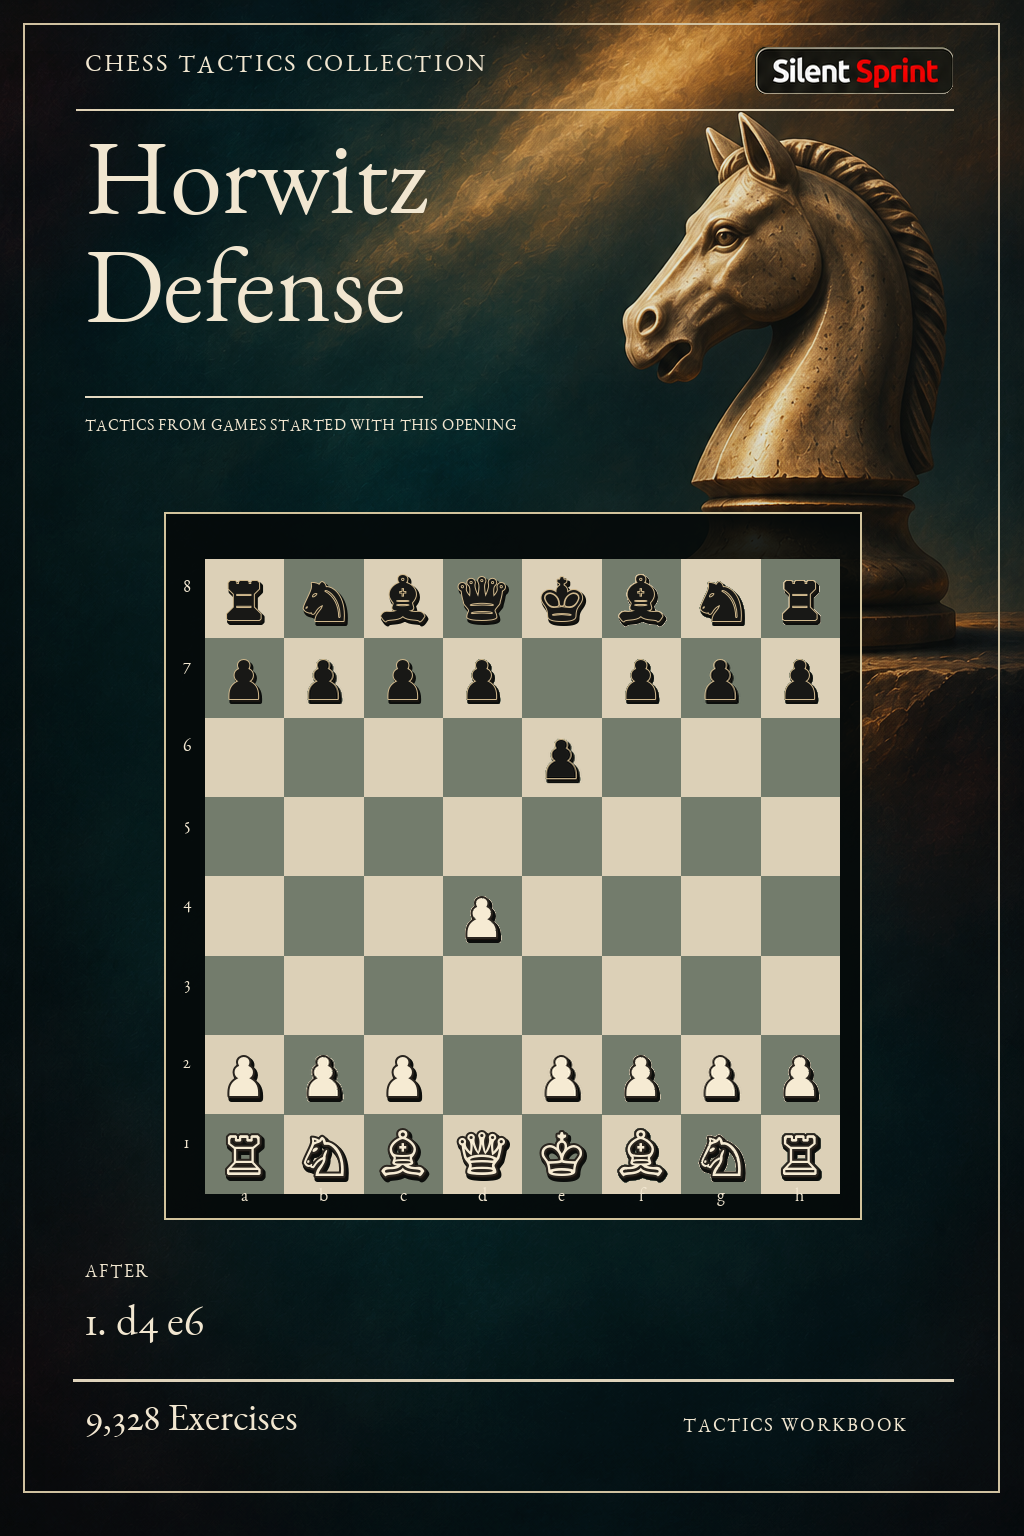 CHESS TACTICS COLLECTION
Silent Sprint
Horwitz
Defense
TACTICS FROM GAMES STARTED WITH THIS OPENING
8
7
6
5
4
3
2
1
a b c d e f g h
AFTER
1. d4 e6
9,328 Exercises
TACTICS WORKBOOK